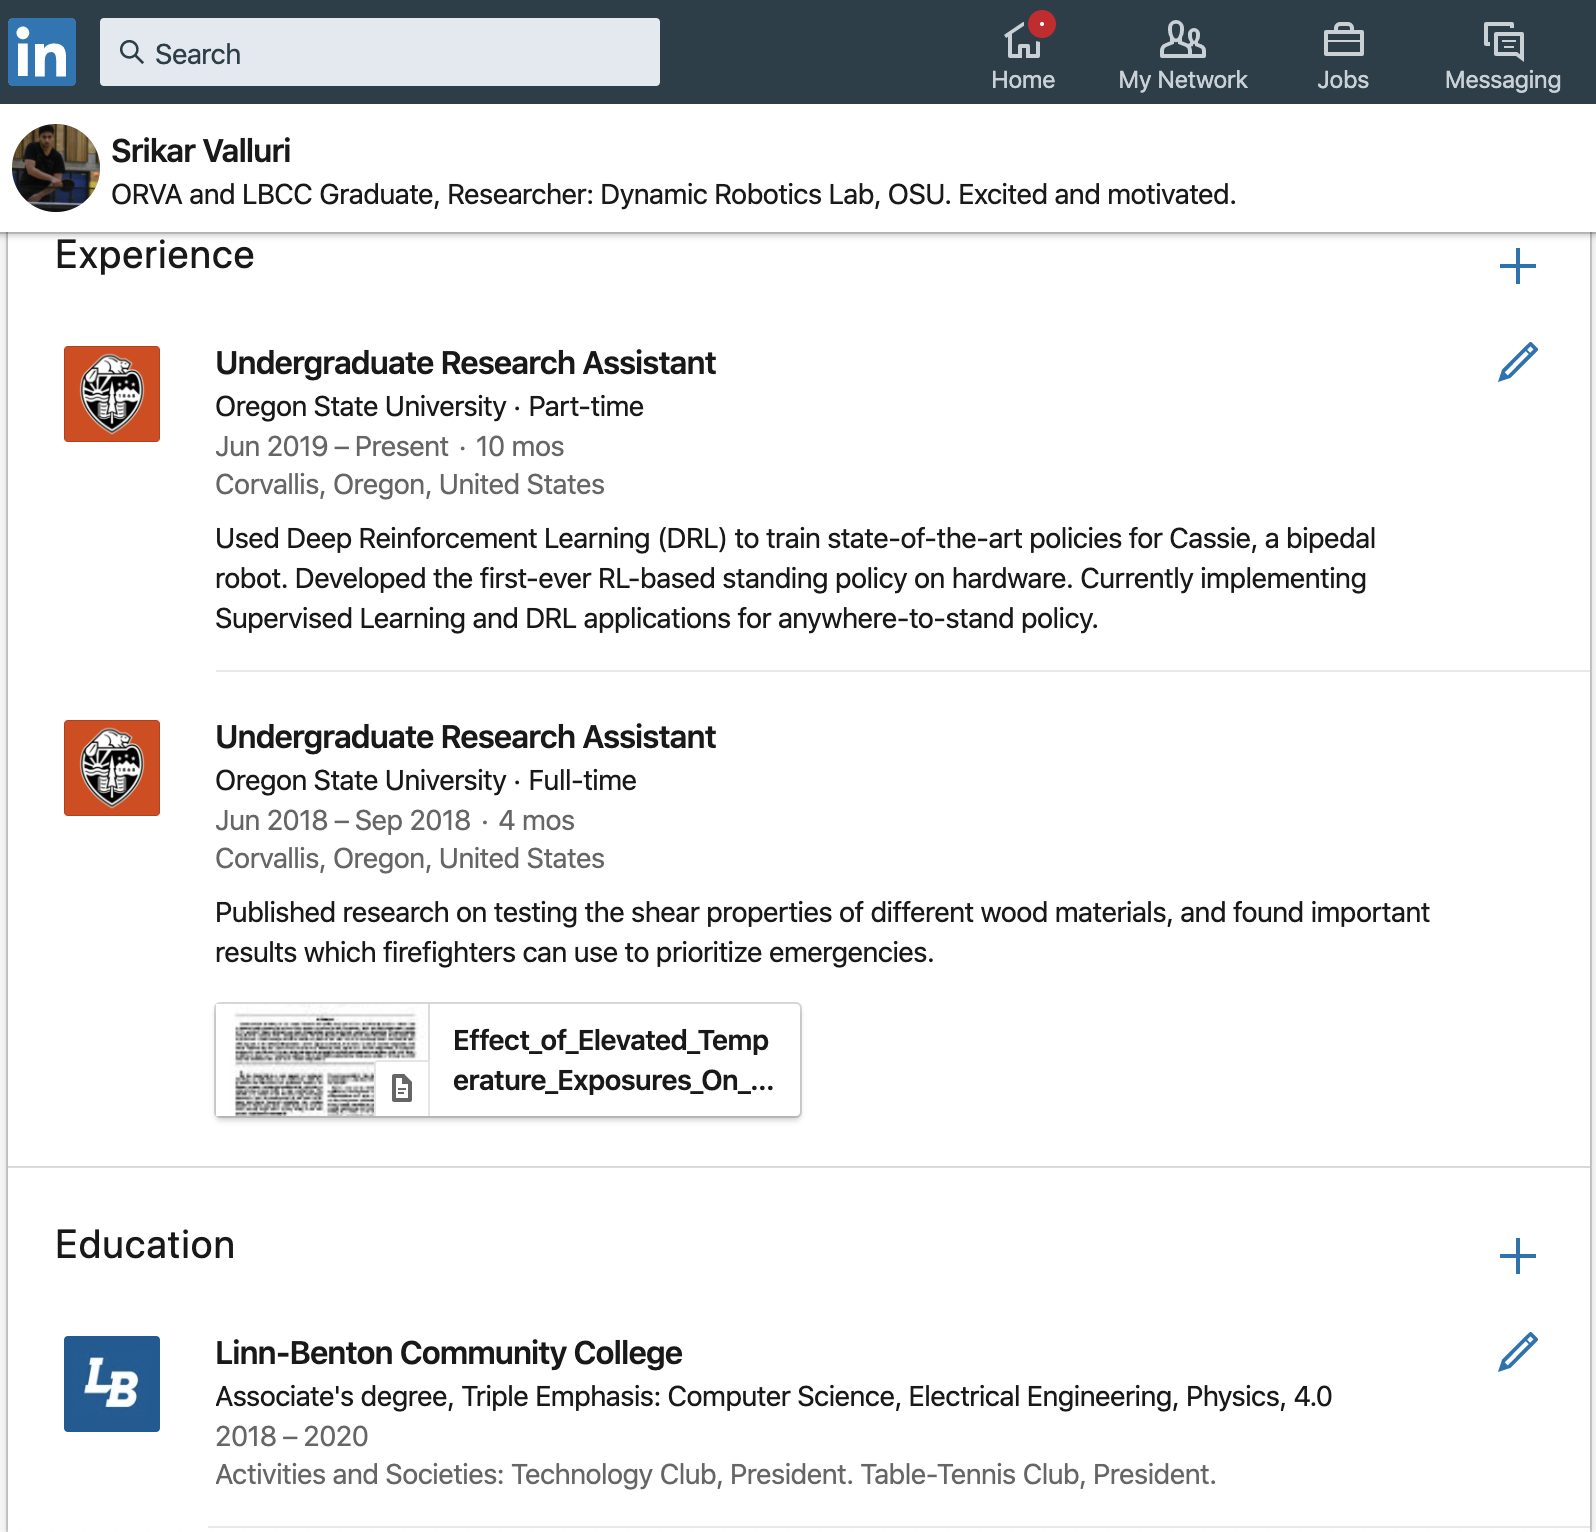 in
Search
Home
My Network
Jobs
Messaging
Srikar Valluri
ORVA and LBCC Graduate, Researcher: Dynamic Robotics Lab, OSU. Excited and motivated.
Experience
Undergraduate Research Assistant
Oregon State University · Part-time
Jun 2019 – Present · 10 mos
Corvallis, Oregon, United States
Used Deep Reinforcement Learning (DRL) to train state-of-the-art policies for Cassie, a bipedal
robot. Developed the first-ever RL-based standing policy on hardware. Currently implementing
Supervised Learning and DRL applications for anywhere-to-stand policy.
Undergraduate Research Assistant
Oregon State University · Full-time
Jun 2018 – Sep 2018 · 4 mos
Corvallis, Oregon, United States
Published research on testing the shear properties of different wood materials, and found important
results which firefighters can use to prioritize emergencies.
Effect_of_Elevated_Temp
erature_Exposures_On_...
Education
LB
Linn-Benton Community College
Associate's degree, Triple Emphasis: Computer Science, Electrical Engineering, Physics, 4.0
2018 – 2020
Activities and Societies: Technology Club, President. Table-Tennis Club, President.